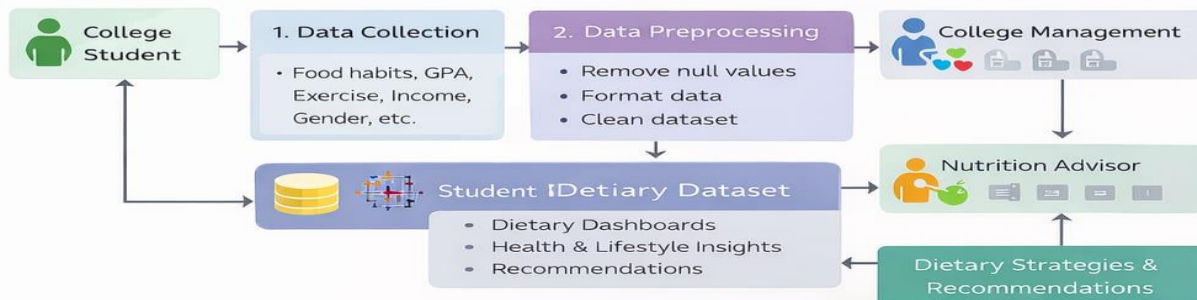 College
Student
1. Data Collection
• Food habits, GPA,
Exercise, Income,
Gender, etc.
2. Data Preprocessing
• Remove null values
• Format data
• Clean dataset
College Management
Student IDetiary Dataset
• Dietary Dashboards
• Health & Lifestyle Insights
• Recommendations
Nutrition Advisor
Dietary Strategies &
Recommendations